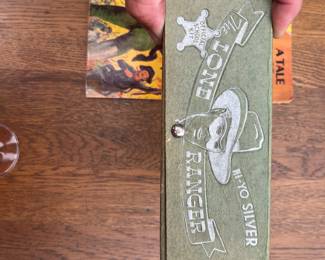 The
LONE
RANGER
HI-YO SILVER
A TALE